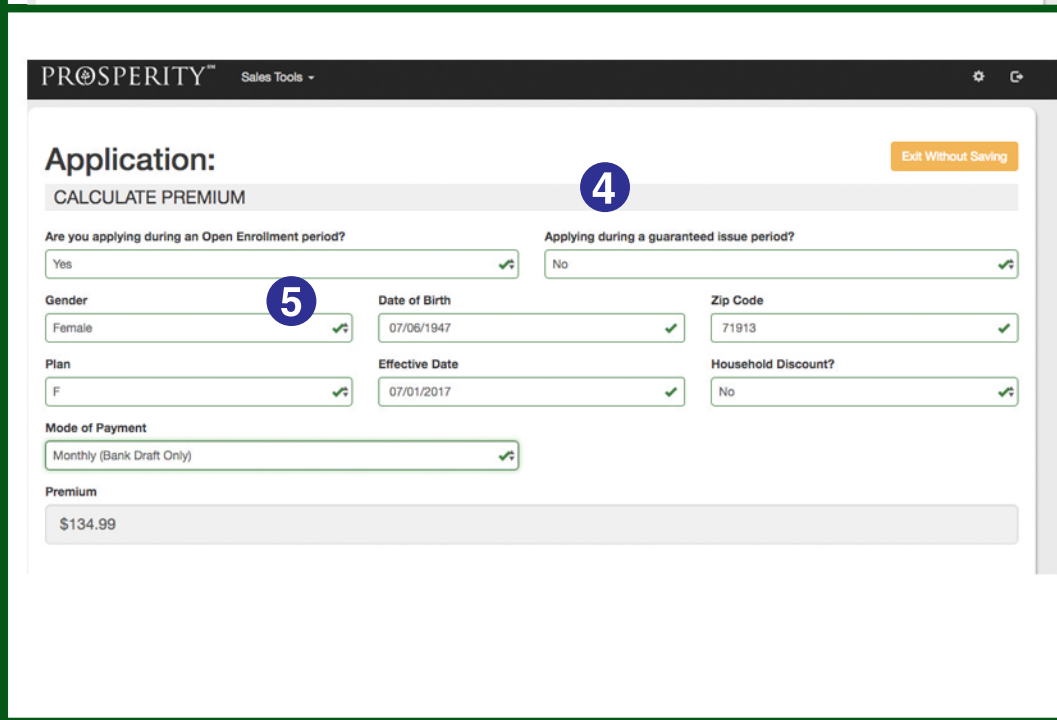 PROSPERITY℠ Sales Tools
Application: Exit Without Saving
CALCULATE PREMIUM 4
Are you applying during an Open Enrollment period? Applying during a guaranteed issue period?
Yes No
5
Gender Date of Birth Zip Code
Female 07/06/1947 71913
Plan Effective Date Household Discount?
F 07/01/2017 No
Mode of Payment
Monthly (Bank Draft Only)
Premium
$134.99